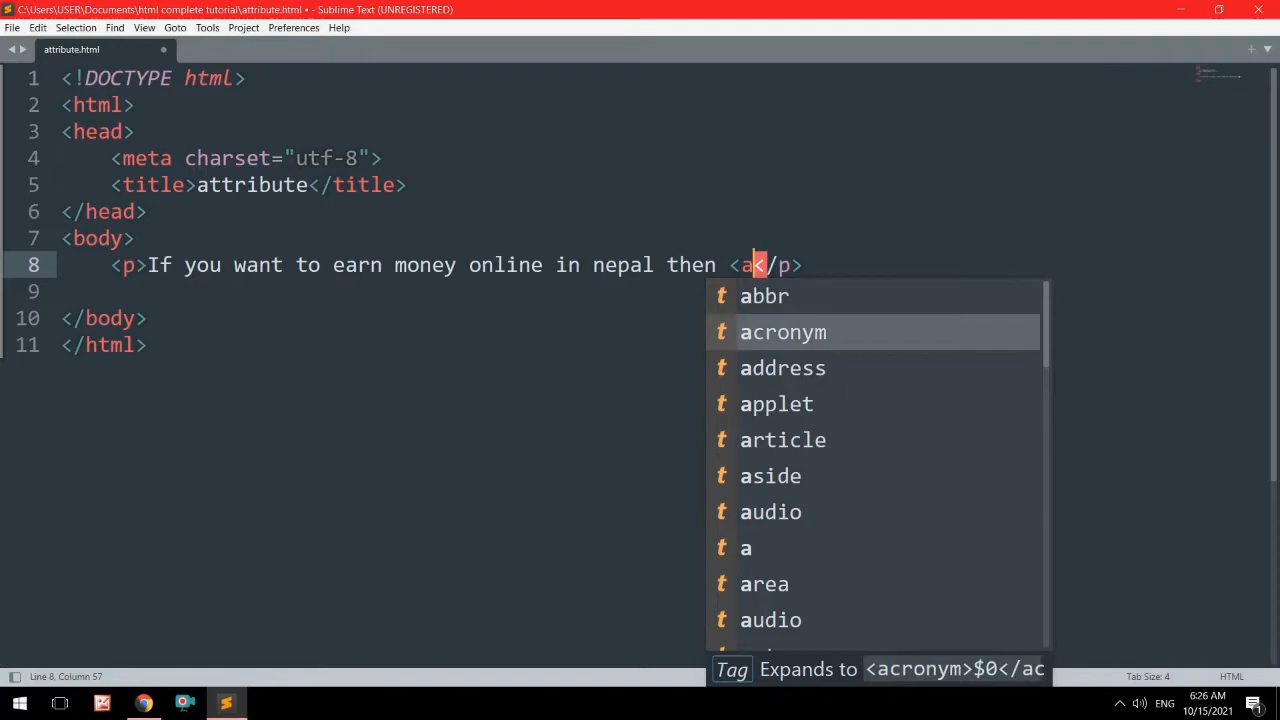 C:\Users\USER\Documents\html complete tutorial\attribute.html • - Sublime Text (UNREGISTERED)
File Edit Selection Find View Goto Tools Project Preferences Help
attribute.html
1 <!DOCTYPE html>
2 <html>
3 <head>
4 <meta charset="utf-8">
5 <title>attribute</title>
6 </head>
7 <body>
8 <p>If you want to earn money online in nepal then <a</p>
9
10 </body>
11 </html>
abbr
acronym
address
applet
article
aside
audio
a
area
audio
Tag Expands to <acronym>$0</ac
Line 8, Column 57 Tab Size: 4 HTML
ENG 6:26 AM
10/15/2021
1